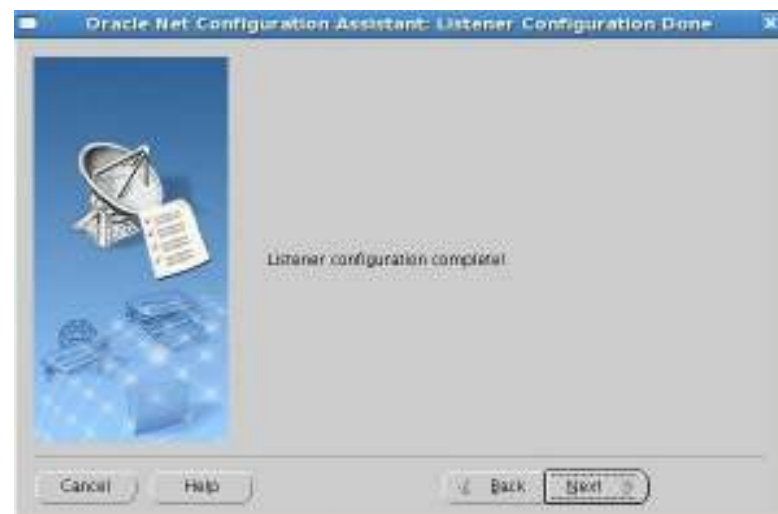 Oracle Net Configuration Assistant: Listener Configuration Done
Listener configuration complete!
Cancel
Help
Back
Next